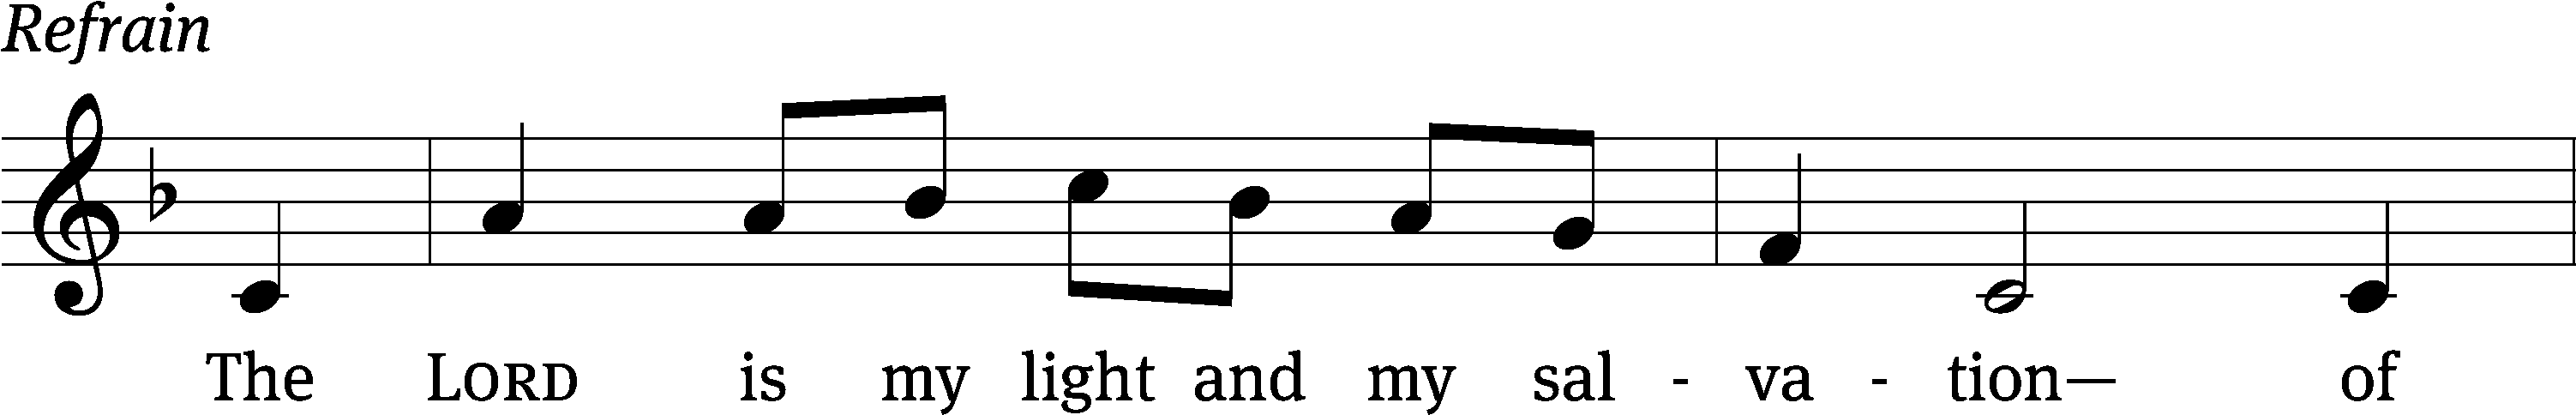 Refrain
The LORD is my light and my sal - va - tion— of